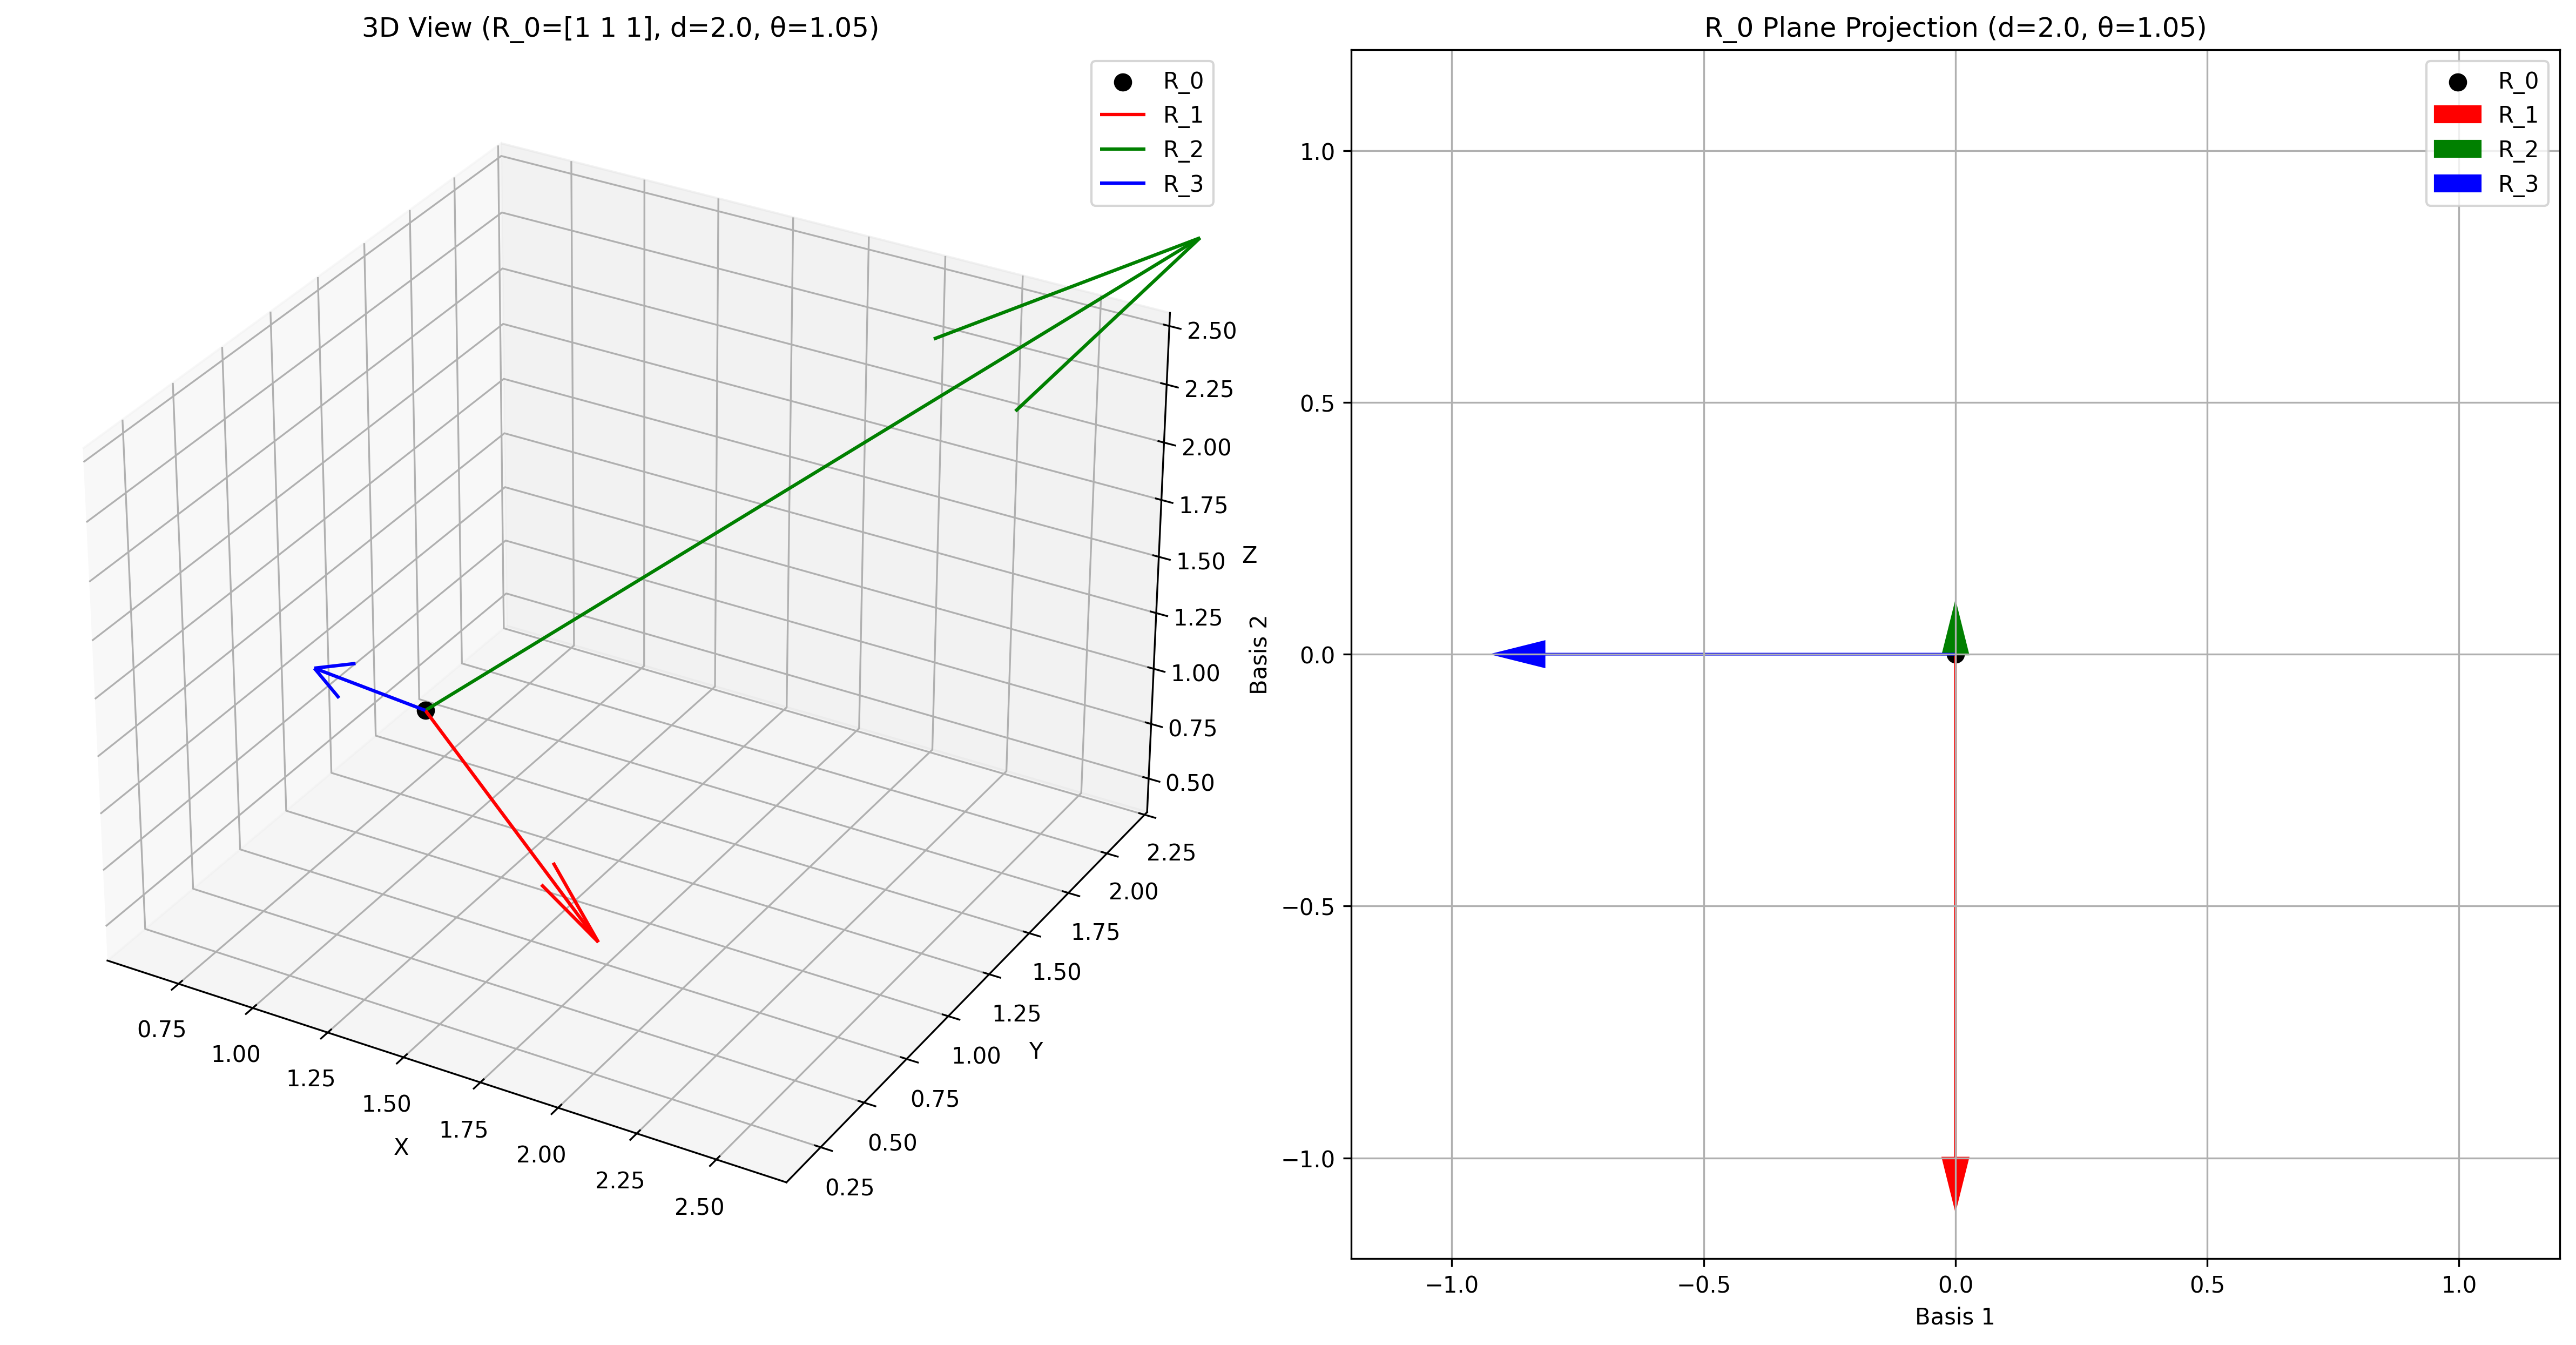 3D View (R_0=[1 1 1], d=2.0, θ=1.05)
R_0
R_1
R_2
R_3
2.50
2.25
2.00
1.75
1.50
1.25
1.00
0.75
0.50
Z
2.25
2.00
1.75
1.50
1.25
1.00
0.75
0.50
0.25
Y
0.75
1.00
1.25
1.50
1.75
2.00
2.25
2.50
X
R_0 Plane Projection (d=2.0, θ=1.05)
R_0
R_1
R_2
R_3
1.0
0.5
0.0
−0.5
−1.0
Basis 2
−1.0 −0.5 0.0 0.5 1.0
Basis 1